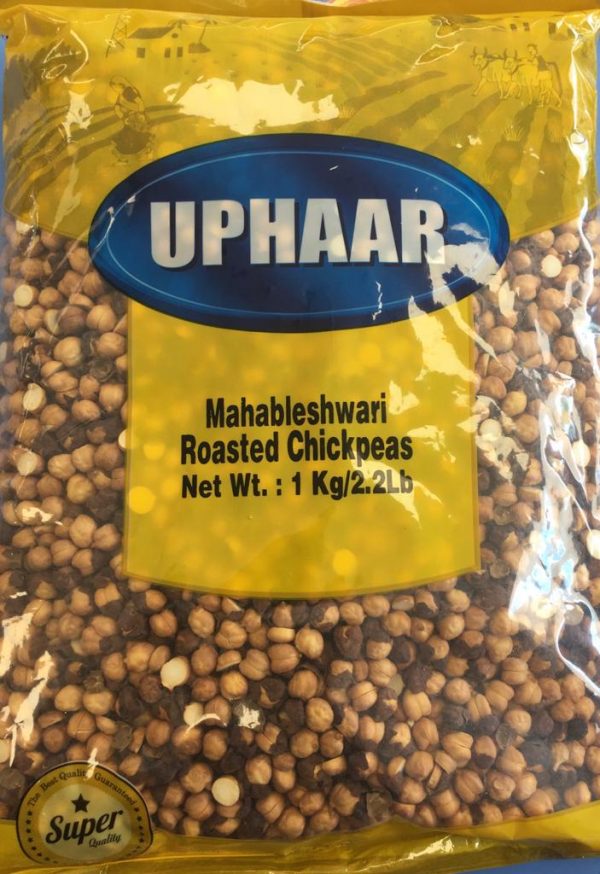 UPHAAR
Mahableshwari
Roasted Chickpeas
Net Wt. : 1 Kg/2.2Lb
The Best Quality Guaranteed
Super
Quality